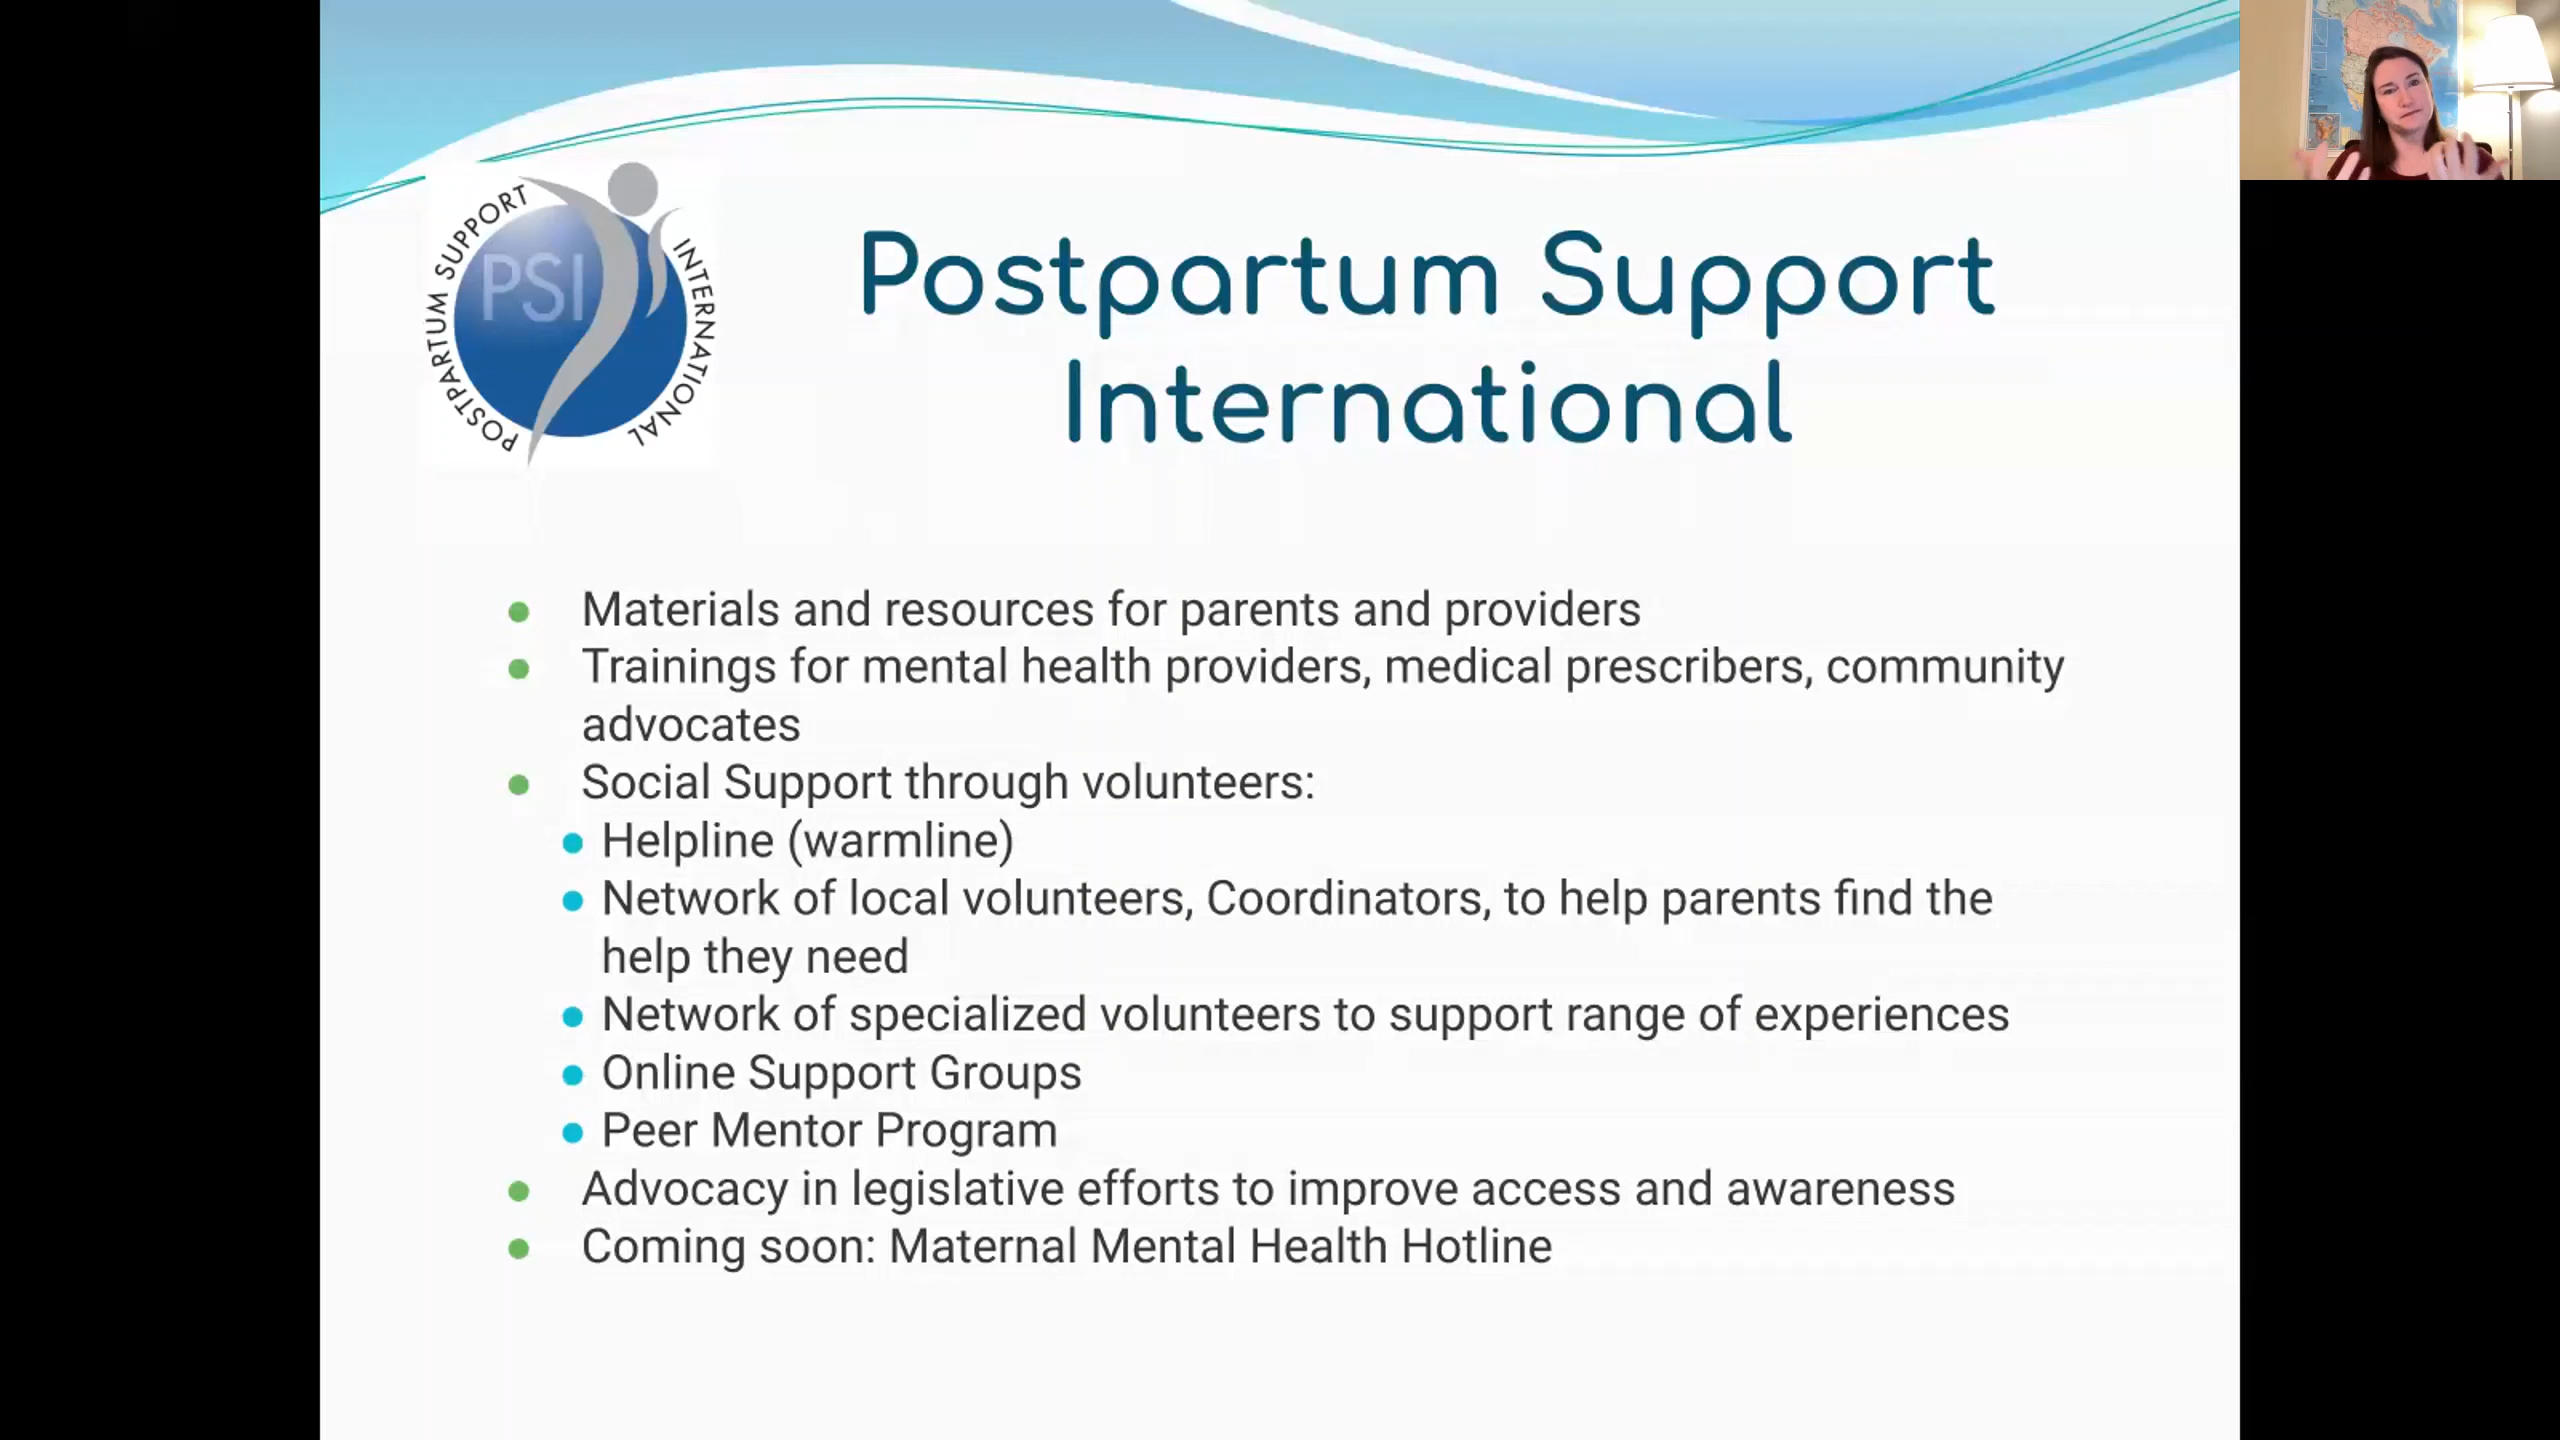 POSTPARTUM SUPPORT INTERNATIONAL
PSI
Postpartum Support
International
Materials and resources for parents and providers
Trainings for mental health providers, medical prescribers, community
advocates
Social Support through volunteers:
Helpline (warmline)
Network of local volunteers, Coordinators, to help parents find the
help they need
Network of specialized volunteers to support range of experiences
Online Support Groups
Peer Mentor Program
Advocacy in legislative efforts to improve access and awareness
Coming soon: Maternal Mental Health Hotline